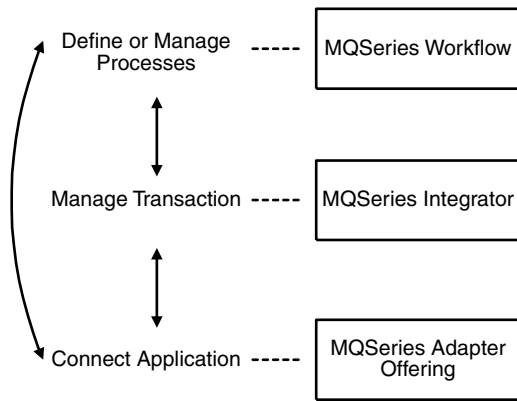 Define or Manage
Processes
MQSeries Workflow
Manage Transaction
MQSeries Integrator
Connect Application
MQSeries Adapter
Offering